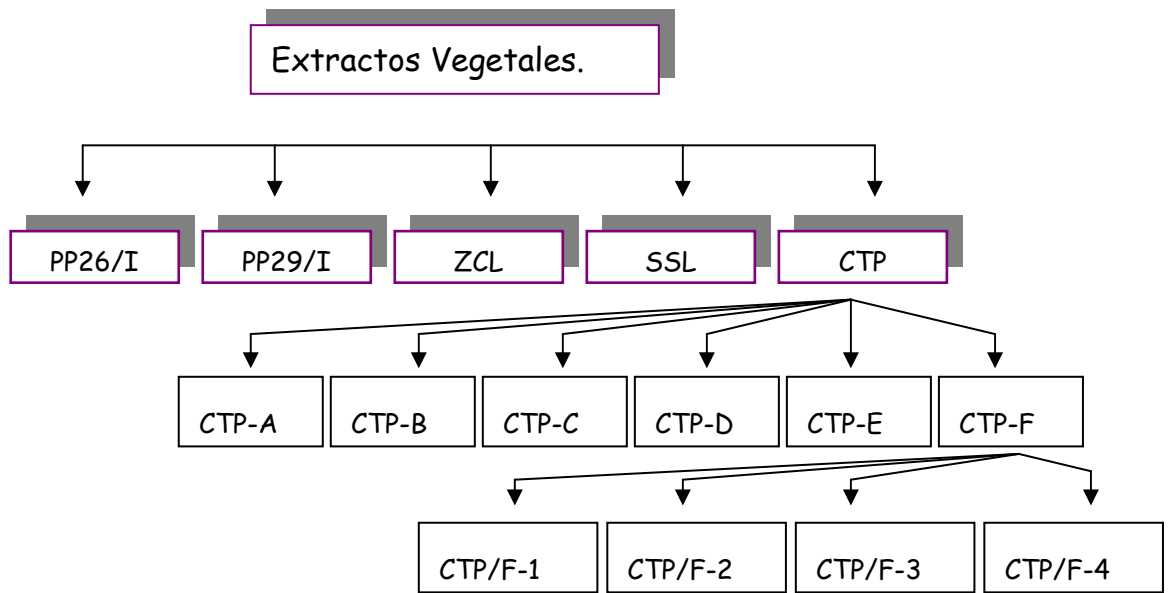 Extractos Vegetales.
PP26/I PP29/I ZCL SSL CTP
CTP-A CTP-B CTP-C CTP-D CTP-E CTP-F
CTP/F-1 CTP/F-2 CTP/F-3 CTP/F-4